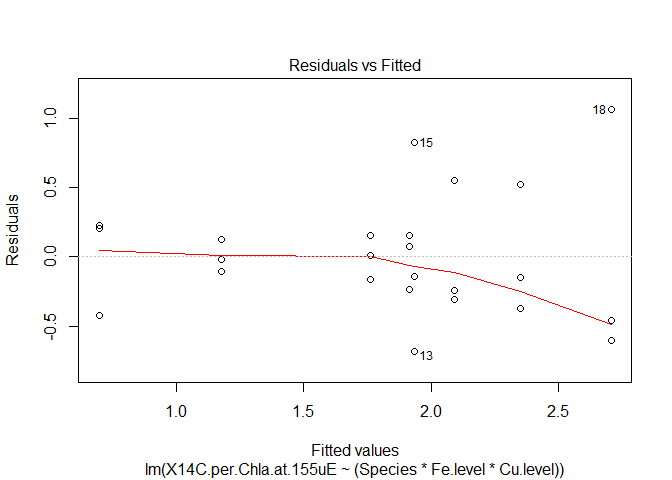 Residuals vs Fitted
Residuals
1.0
0.5
0.0
-0.5
18
15
13
1.0
1.5
2.0
2.5
Fitted values
lm(X14C.per.Chla.at.155uE ~ (Species * Fe.level * Cu.level))